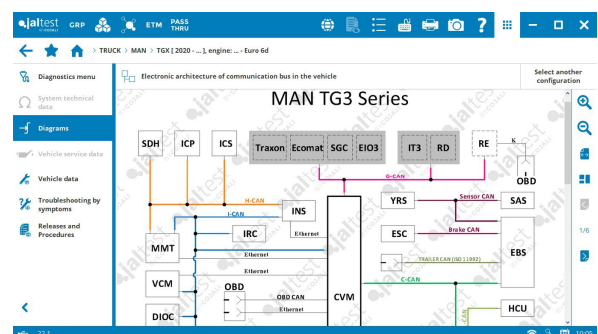 jaltest GRP ETM PASS THRU
TRUCK > MAN > TGX [ 2020 - ... ], engine: ... - Euro 6d
Diagnostics menu
Electronic architecture of communication bus in the vehicle
Select another configuration
System technical data
Diagrams
Vehicle service data
Vehicle data
Troubleshooting by symptoms
Releases and Procedures
MAN TG3 Series
SDH ICP ICS Traxon Ecomat SGC EIO3 IT3 RD RE K
OBD
G-CAN
H-CAN
YRS Sensor CAN SAS
I-CAN INS
IRC Ethernet ESC Brake CAN
MMT Ethernet TRAILER CAN (ISO 11992) EBS
Ethernet
VCM OBD C-CAN
OBD CAN CVM
Ethernet
DIOC HCU
1/6
22.1
10:05